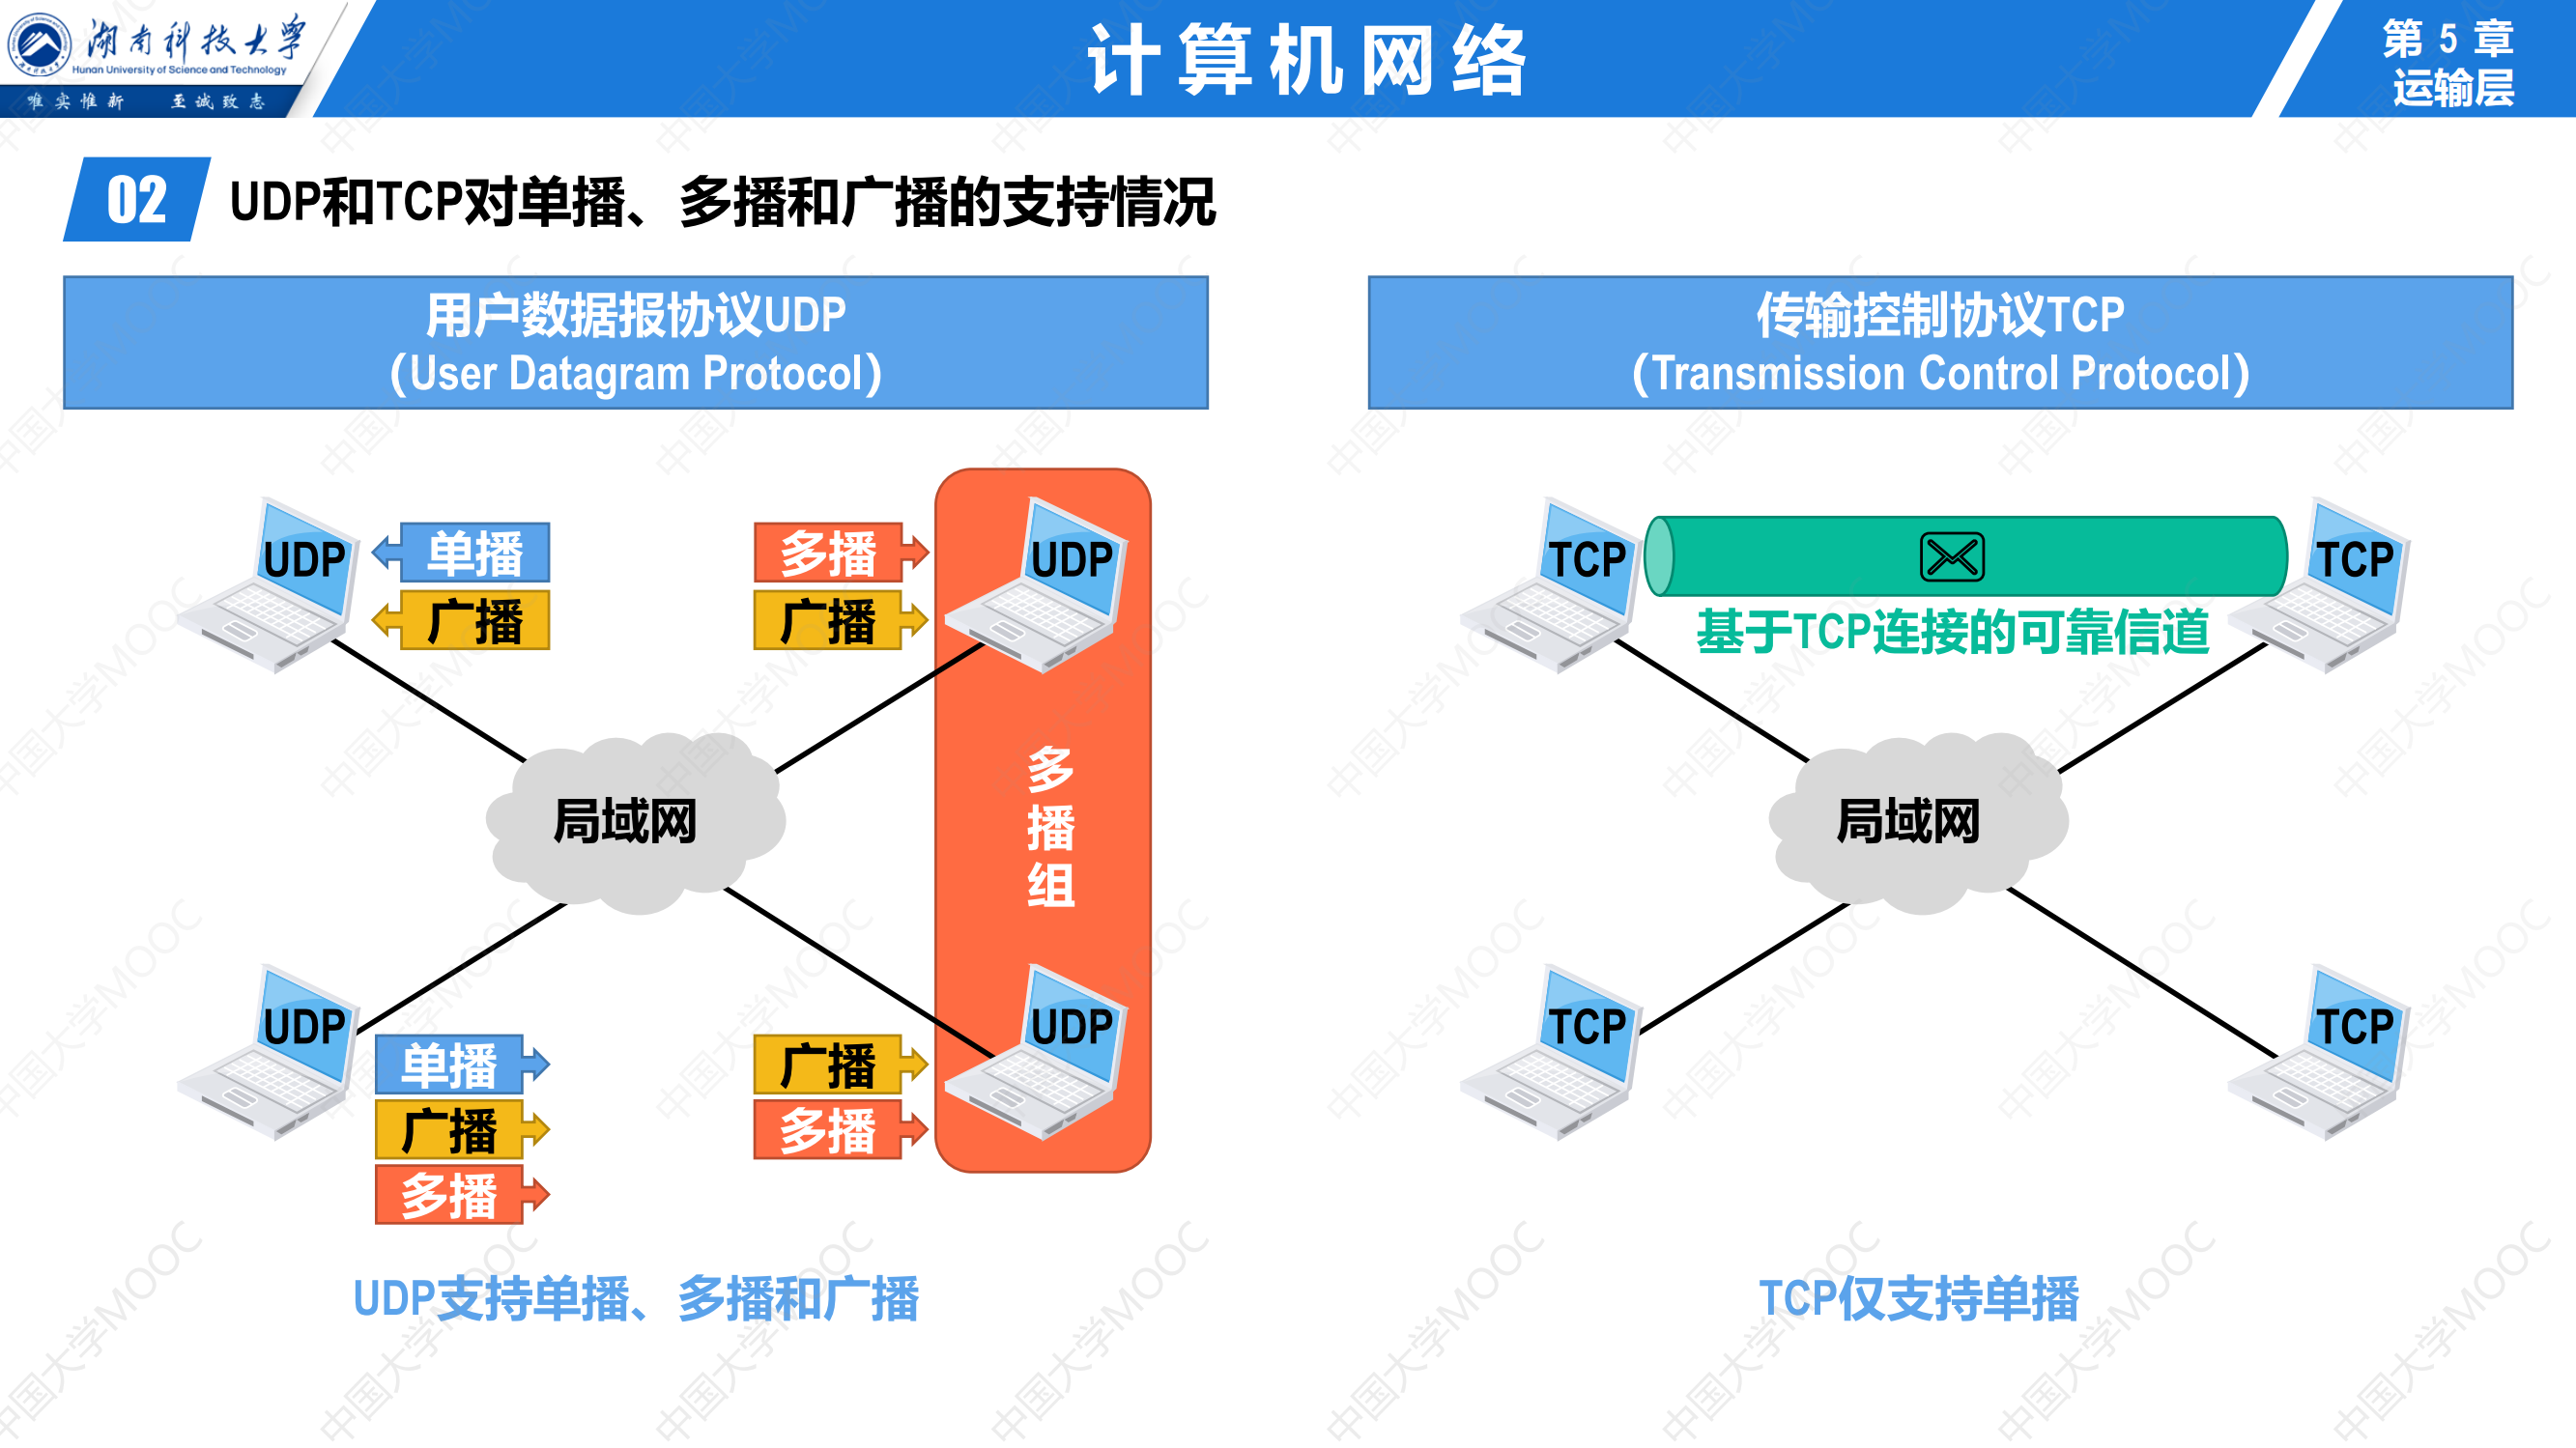 湖南科技大学
Hunan University of Science and Technology
唯实惟新 至诚致志
计算机网络
第 5 章
运输层
02 UDP和TCP对单播、多播和广播的支持情况
用户数据报协议UDP
（User Datagram Protocol）
UDP
单播
广播
多播
广播
UDP
多播组
局域网
UDP
单播
广播
多播
广播
多播
UDP
UDP支持单播、多播和广播
传输控制协议TCP
（Transmission Control Protocol）
TCP
TCP
基于TCP连接的可靠信道
局域网
TCP
TCP
TCP仅支持单播
中国大学MOOC